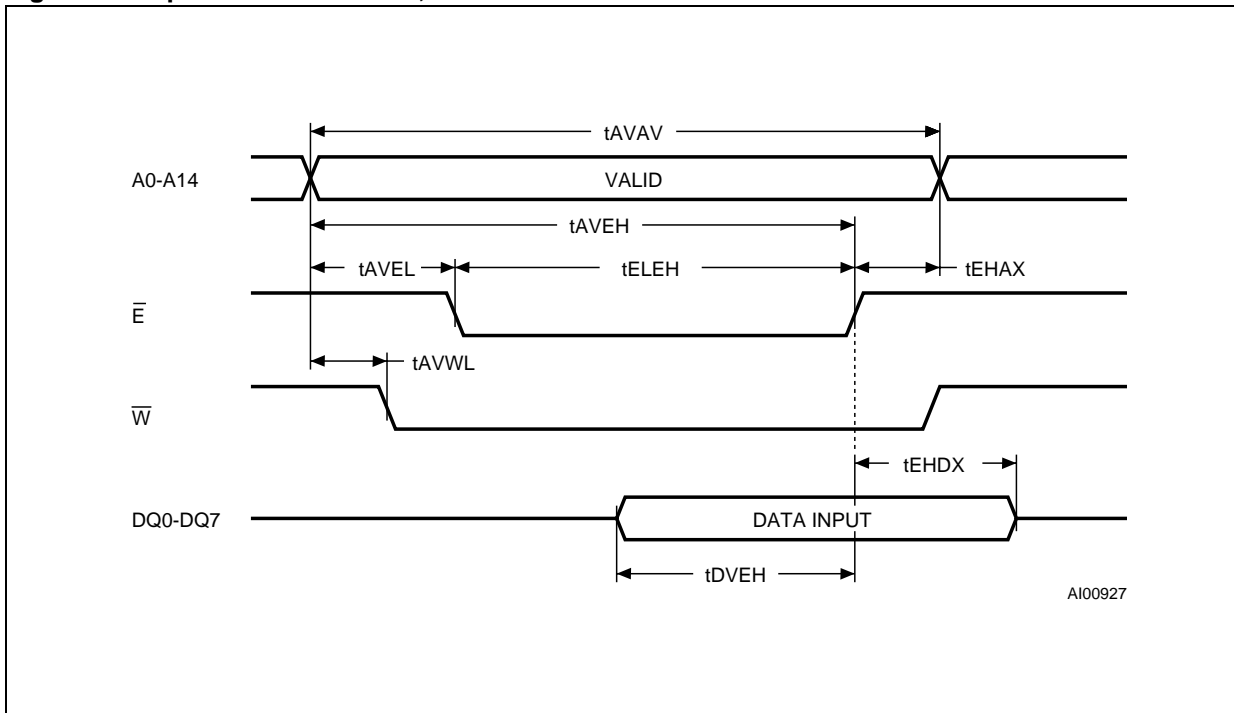 tAVAV
A0-A14
VALID
tAVEH
tAVEL
tELEH
tEHAX
E̅
tAVWL
W̅
tEHDX
DQ0-DQ7
DATA INPUT
tDVEH
AI00927